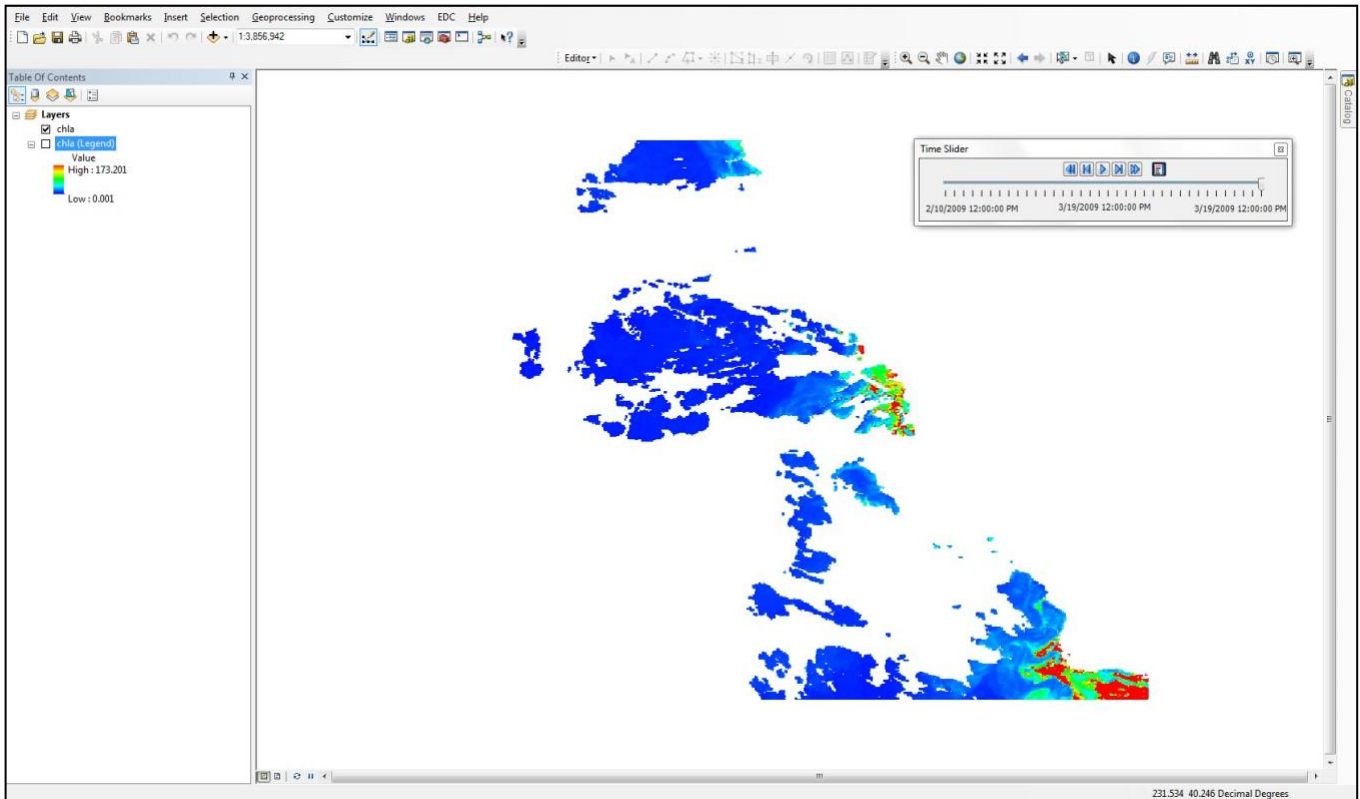 File Edit View Bookmarks Insert Selection Geoprocessing Customize Windows EDC Help
1:3,856,942
Editor
Table Of Contents
Layers
chla
chla (Legend)
Value
High : 173.201
Low : 0.001
Time Slider
2/10/2009 12:00:00 PM 3/19/2009 12:00:00 PM 3/19/2009 12:00:00 PM
Catalog
231.534 40.246 Decimal Degrees